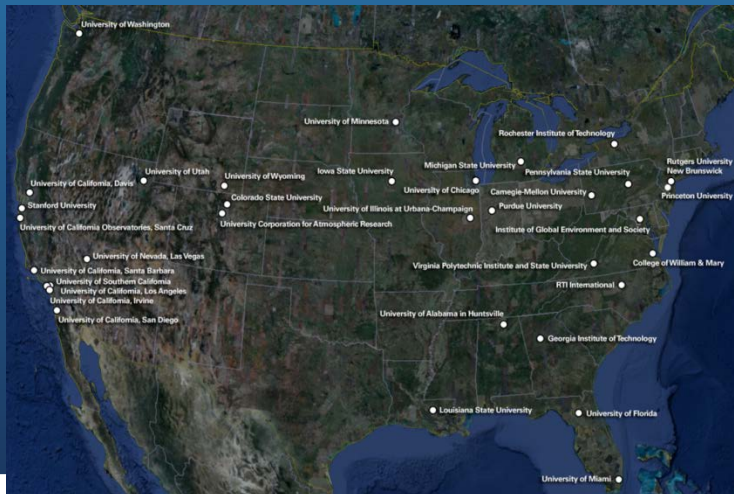 University of Washington
University of Minnesota
Rochester Institute of Technology
Rutgers University
New Brunswick
Michigan State University
Pennsylvania State University
University of Utah
University of Wyoming
Iowa State University
University of California, Davis
Colorado State University
University of Chicago
Carnegie-Mellon University
Princeton University
Stanford University
University of Illinois at Urbana-Champaign
Purdue University
University of California Observatories, Santa Cruz
University Corporation for Atmospheric Research
Institute of Global Environment and Society
University of Nevada, Las Vegas
Virginia Polytechnic Institute and State University
College of William & Mary
University of California, Santa Barbara
University of Southern California
University of California, Los Angeles
RTI International
University of California, Irvine
University of California, San Diego
University of Alabama in Huntsville
Georgia Institute of Technology
Louisiana State University
University of Florida
University of Miami